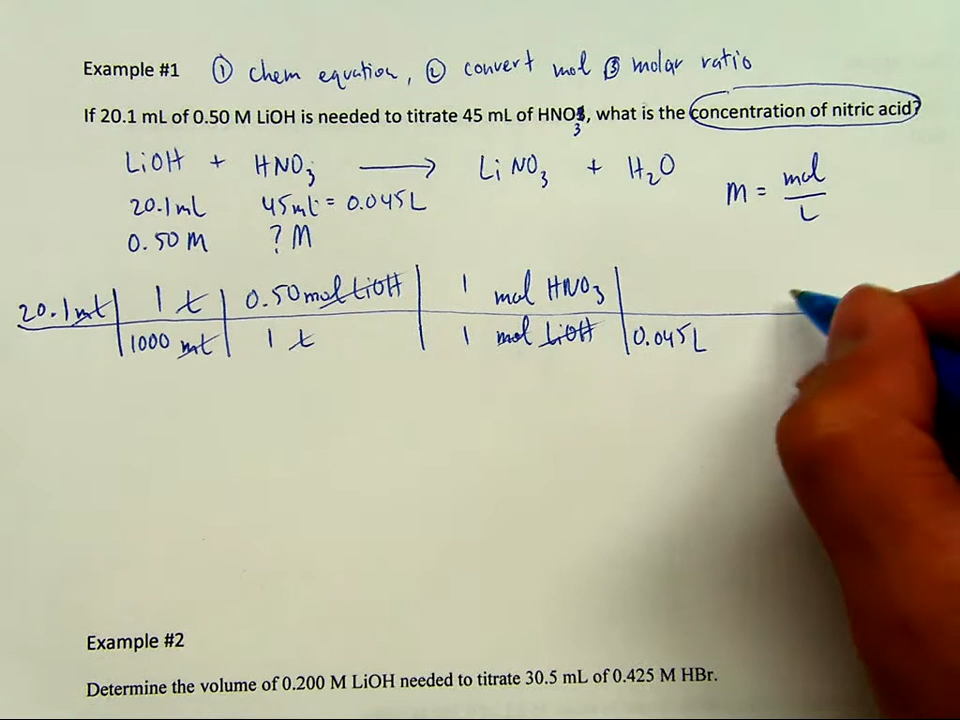 Example #1 ① chem equation, ② convert mol ③ molar ratio
If 20.1 mL of 0.50 M LiOH is needed to titrate 45 mL of HNO3, what is the concentration of nitric acid?
LiOH + HNO3 ⟶ LiNO3 + H2O
M = mol / L
20.1 ml 45 ml = 0.045 L
0.50 M ? M
20.1 mL | 1 L | 0.50 mol LiOH | 1 mol HNO3 |
1000 mL | 1 L | 1 mol LiOH | 0.045 L
Example #2
Determine the volume of 0.200 M LiOH needed to titrate 30.5 mL of 0.425 M HBr.